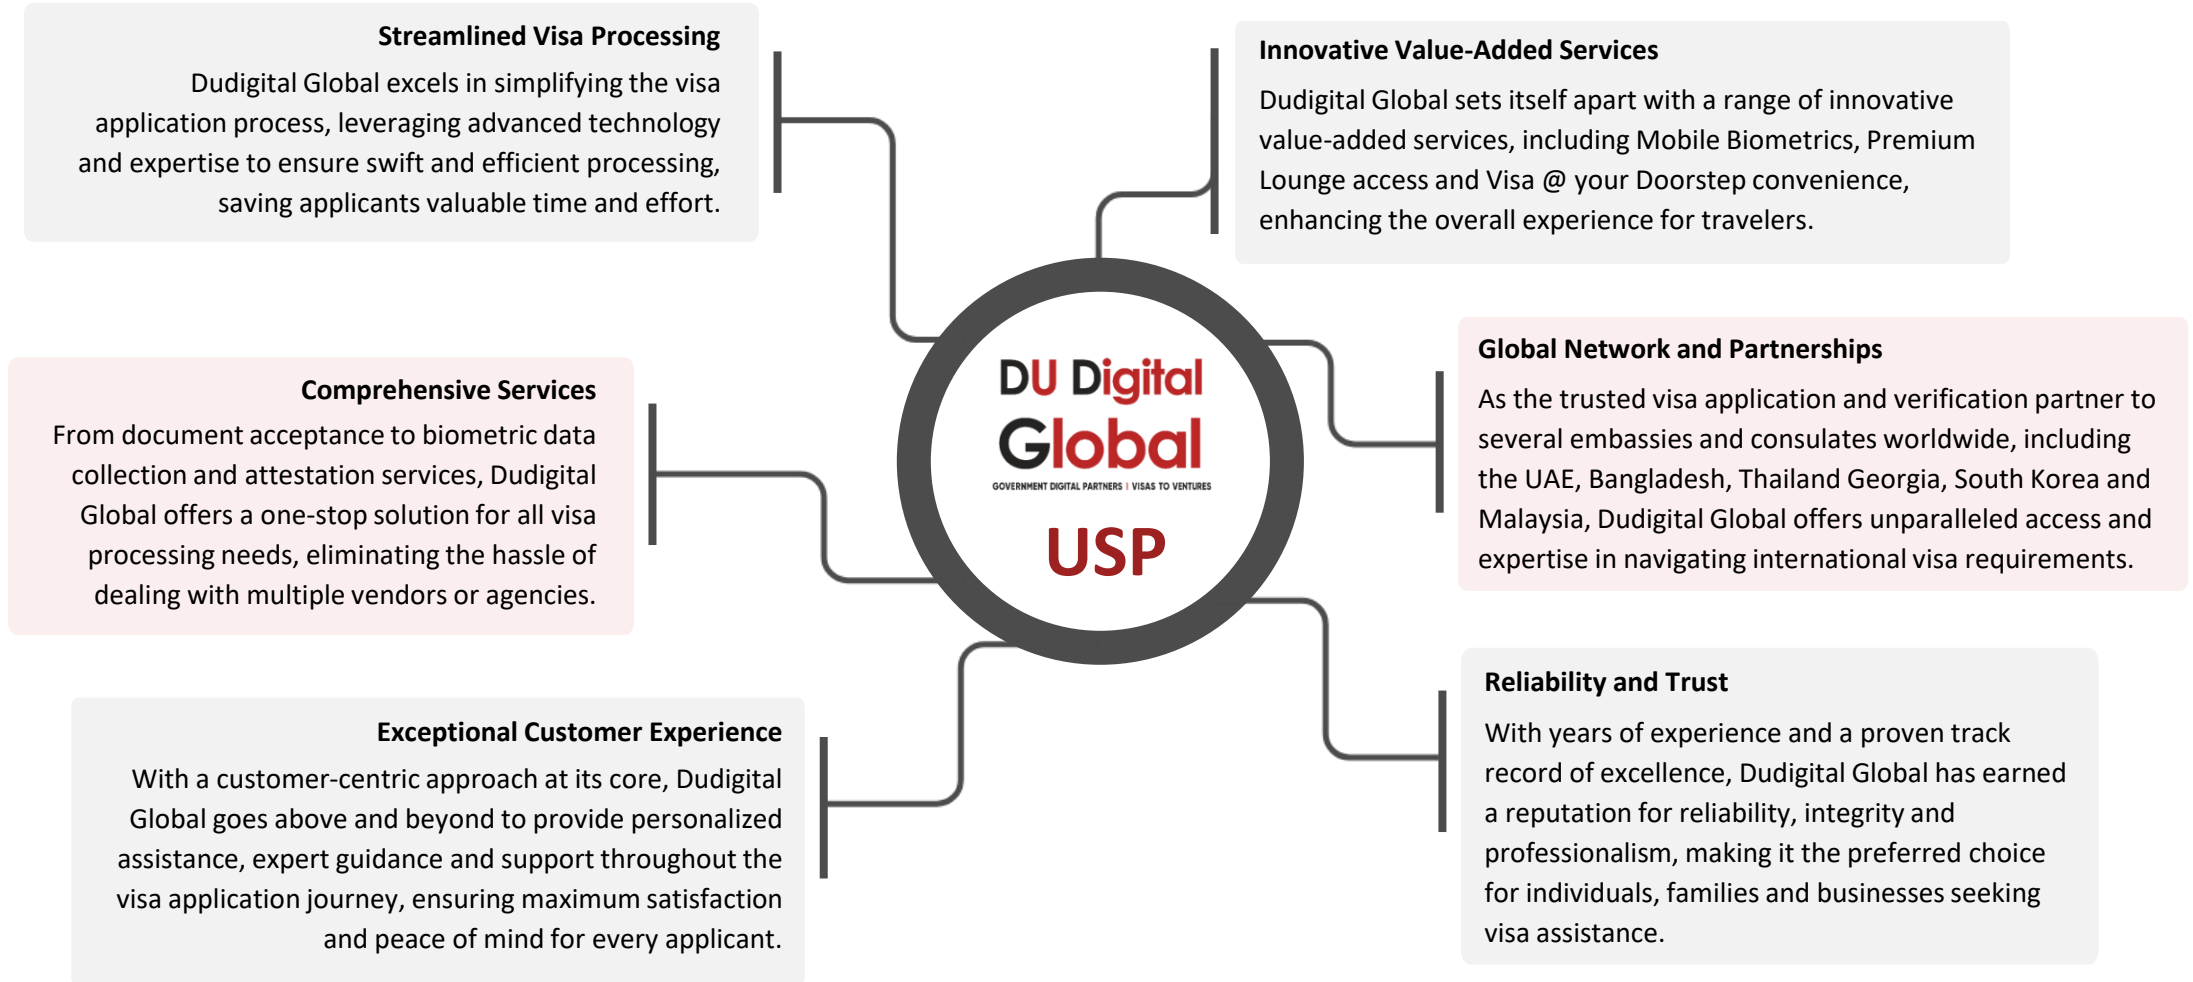 Streamlined Visa Processing
Dudigital Global excels in simplifying the visa
application process, leveraging advanced technology
and expertise to ensure swift and efficient processing,
saving applicants valuable time and effort.
Comprehensive Services
From document acceptance to biometric data
collection and attestation services, Dudigital
Global offers a one-stop solution for all visa
processing needs, eliminating the hassle of
dealing with multiple vendors or agencies.
Exceptional Customer Experience
With a customer-centric approach at its core, Dudigital
Global goes above and beyond to provide personalized
assistance, expert guidance and support throughout the
visa application journey, ensuring maximum satisfaction
and peace of mind for every applicant.
DU Digital
Global
GOVERNMENT DIGITAL PARTNERS | VISAS TO VENTURES
USP
Innovative Value-Added Services
Dudigital Global sets itself apart with a range of innovative
value-added services, including Mobile Biometrics, Premium
Lounge access and Visa @ your Doorstep convenience,
enhancing the overall experience for travelers.
Global Network and Partnerships
As the trusted visa application and verification partner to
several embassies and consulates worldwide, including
the UAE, Bangladesh, Thailand Georgia, South Korea and
Malaysia, Dudigital Global offers unparalleled access and
expertise in navigating international visa requirements.
Reliability and Trust
With years of experience and a proven track
record of excellence, Dudigital Global has earned
a reputation for reliability, integrity and
professionalism, making it the preferred choice
for individuals, families and businesses seeking
visa assistance.